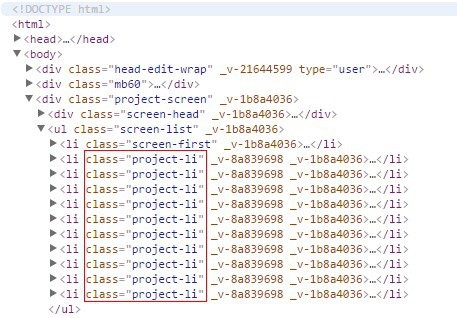 <!DOCTYPE html>
<html>
▶<head>…</head>
▼<body>
▶<div class="head-edit-wrap" _v-21644599 type="user">…</div>
▶<div class="mb60">…</div>
▼<div class="project-screen" _v-1b8a4036>
▶<div class="screen-head" _v-1b8a4036>…</div>
▼<ul class="screen-list" _v-1b8a4036>
▶<li class="screen-first" _v-1b8a4036>…</li>
▶<li class="project-li" _v-8a839698 _v-1b8a4036>…</li>
▶<li class="project-li" _v-8a839698 _v-1b8a4036>…</li>
▶<li class="project-li" _v-8a839698 _v-1b8a4036>…</li>
▶<li class="project-li" _v-8a839698 _v-1b8a4036>…</li>
▶<li class="project-li" _v-8a839698 _v-1b8a4036>…</li>
▶<li class="project-li" _v-8a839698 _v-1b8a4036>…</li>
▶<li class="project-li" _v-8a839698 _v-1b8a4036>…</li>
▶<li class="project-li" _v-8a839698 _v-1b8a4036>…</li>
▶<li class="project-li" _v-8a839698 _v-1b8a4036>…</li>
▶<li class="project-li" _v-8a839698 _v-1b8a4036>…</li>
</ul>